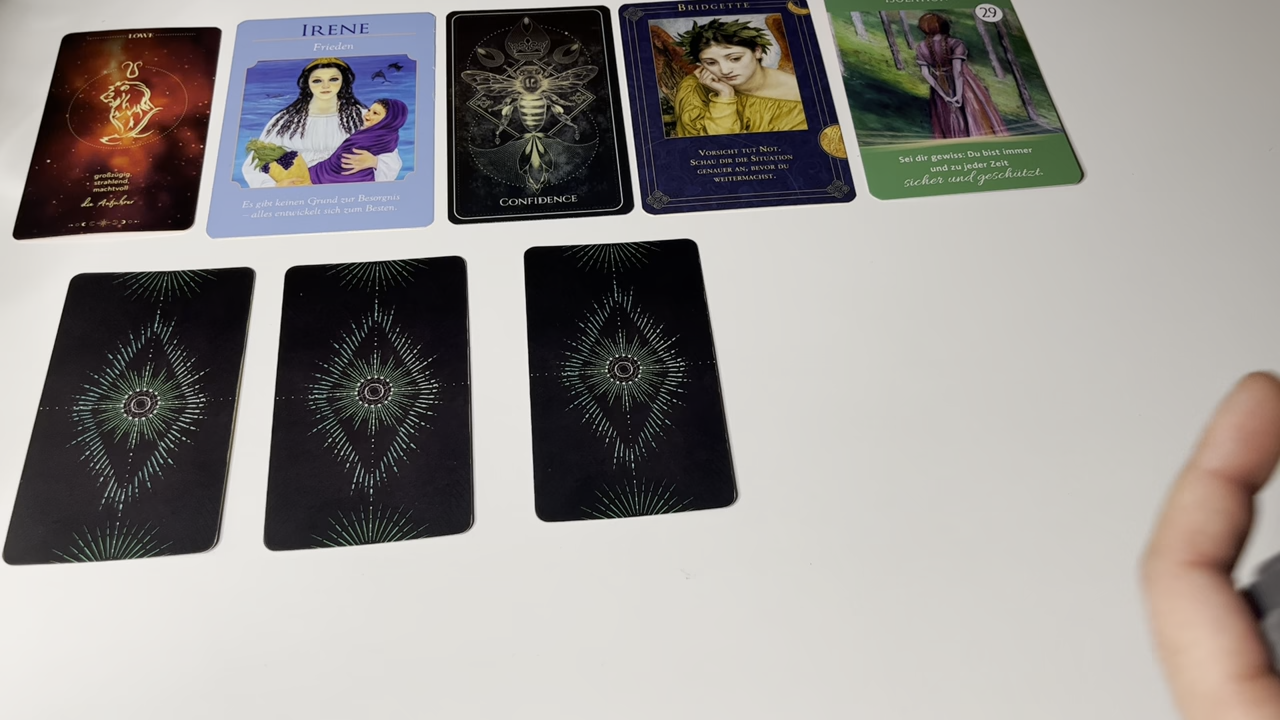 LÖWE
großzügig,
strahlend,
machtvoll
IRENE
Frieden
Es gibt keinen Grund zur Besorgnis
– alles entwickelt sich zum Besten.
CONFIDENCE
BRIDGETTE
VORSICHT TUT NOT.
SCHAU DIR DIE SITUATION
GENAUER AN, BEVOR DU
WEITERMACHST.
29
Sei dir gewiss: Du bist immer
und zu jeder Zeit
sicher und geschützt.